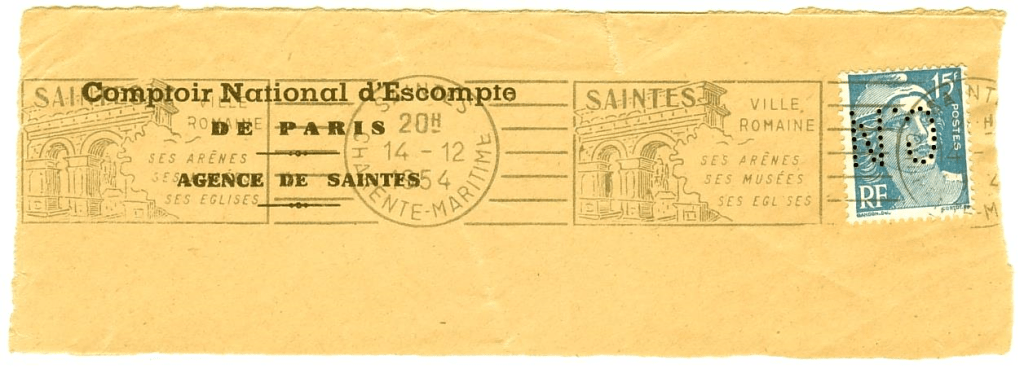 Comptoir National d'Escompte
DE PARIS
AGENCE DE SAINTES
SAINTES
VILLE
ROMAINE
SES ARÈNES
SES
SES EGLISES
20H
14 - 12
54
CHARENTE-MARITIME
SAINTES
VILLE,
ROMAINE
SES ARÈNES
SES MUSÉES
SES EGLISES
15F
POSTES
RF